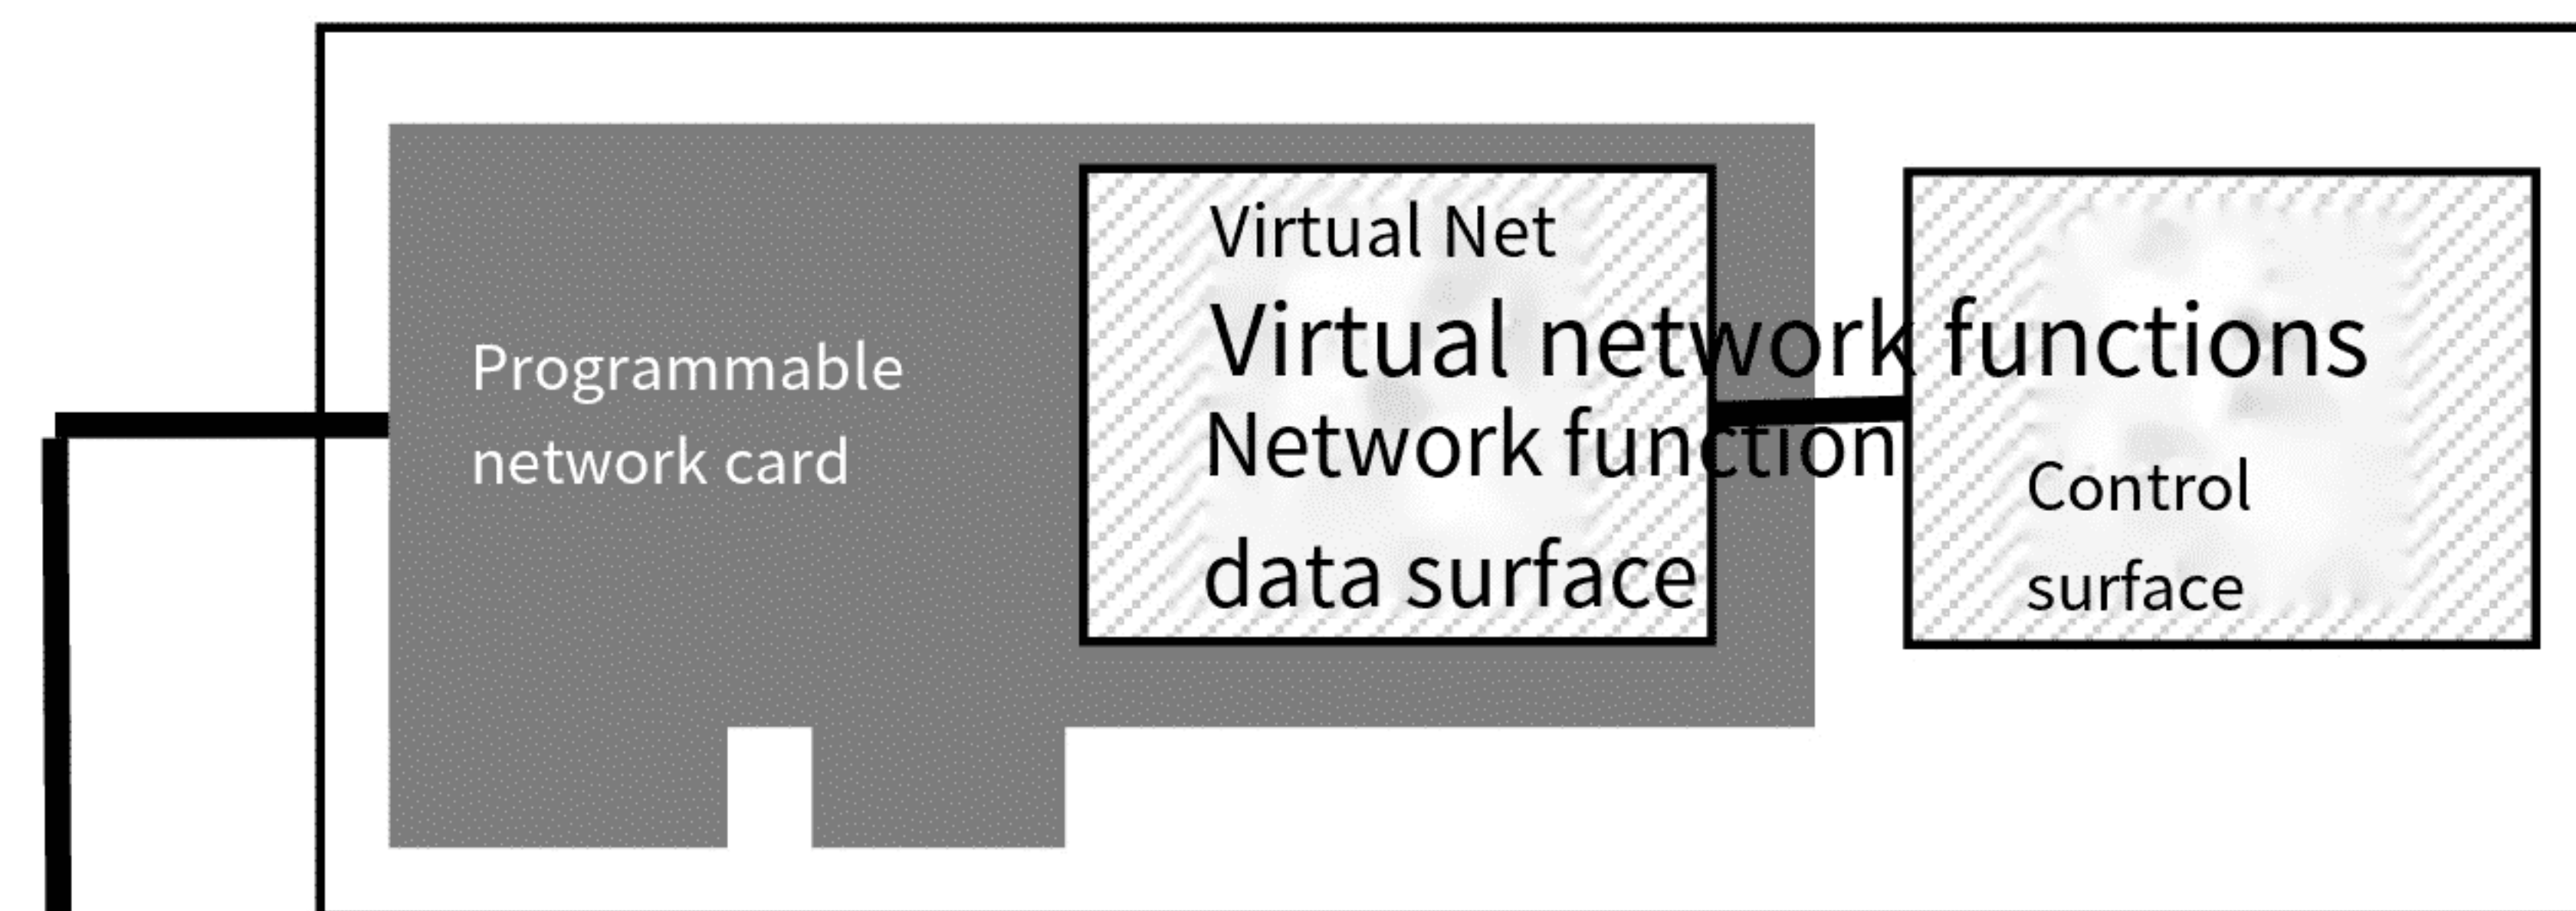 Programmable
network card
Virtual Net
Virtual network functions
Network function
data surface
Control
surface